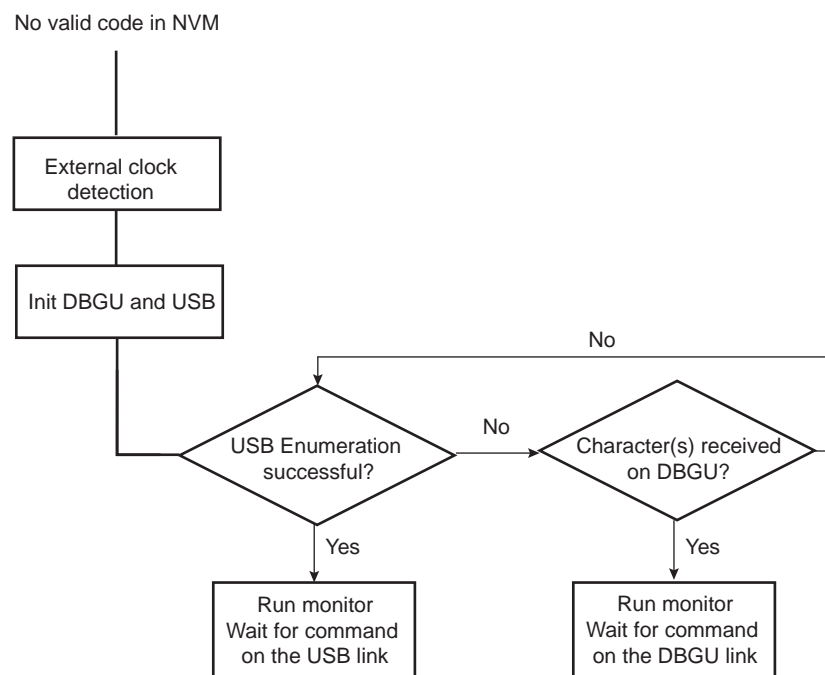 No valid code in NVM
External clock
detection
Init DBGU and USB
No
USB Enumeration
successful?
No
Character(s) received
on DBGU?
Yes
Yes
Run monitor
Wait for command
on the USB link
Run monitor
Wait for command
on the DBGU link